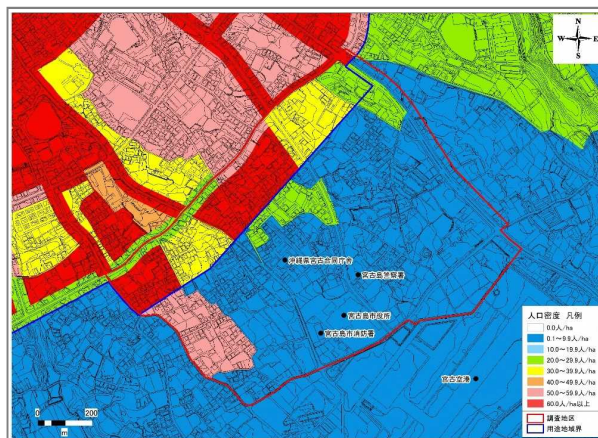 N
W E
S
沖縄県宮古合同庁舎
宮古島警察署
宮古島市役所
宮古島市消防署
宮古空港
人口密度 凡例
0.0人/ha
0.1~9.9人/ha
10.0~19.9人/ha
20.0~29.9人/ha
30.0~39.9人/ha
40.0~49.9人/ha
50.0~59.9人/ha
60.0人/ha以上
調査地区
用途地域界
0 200
m